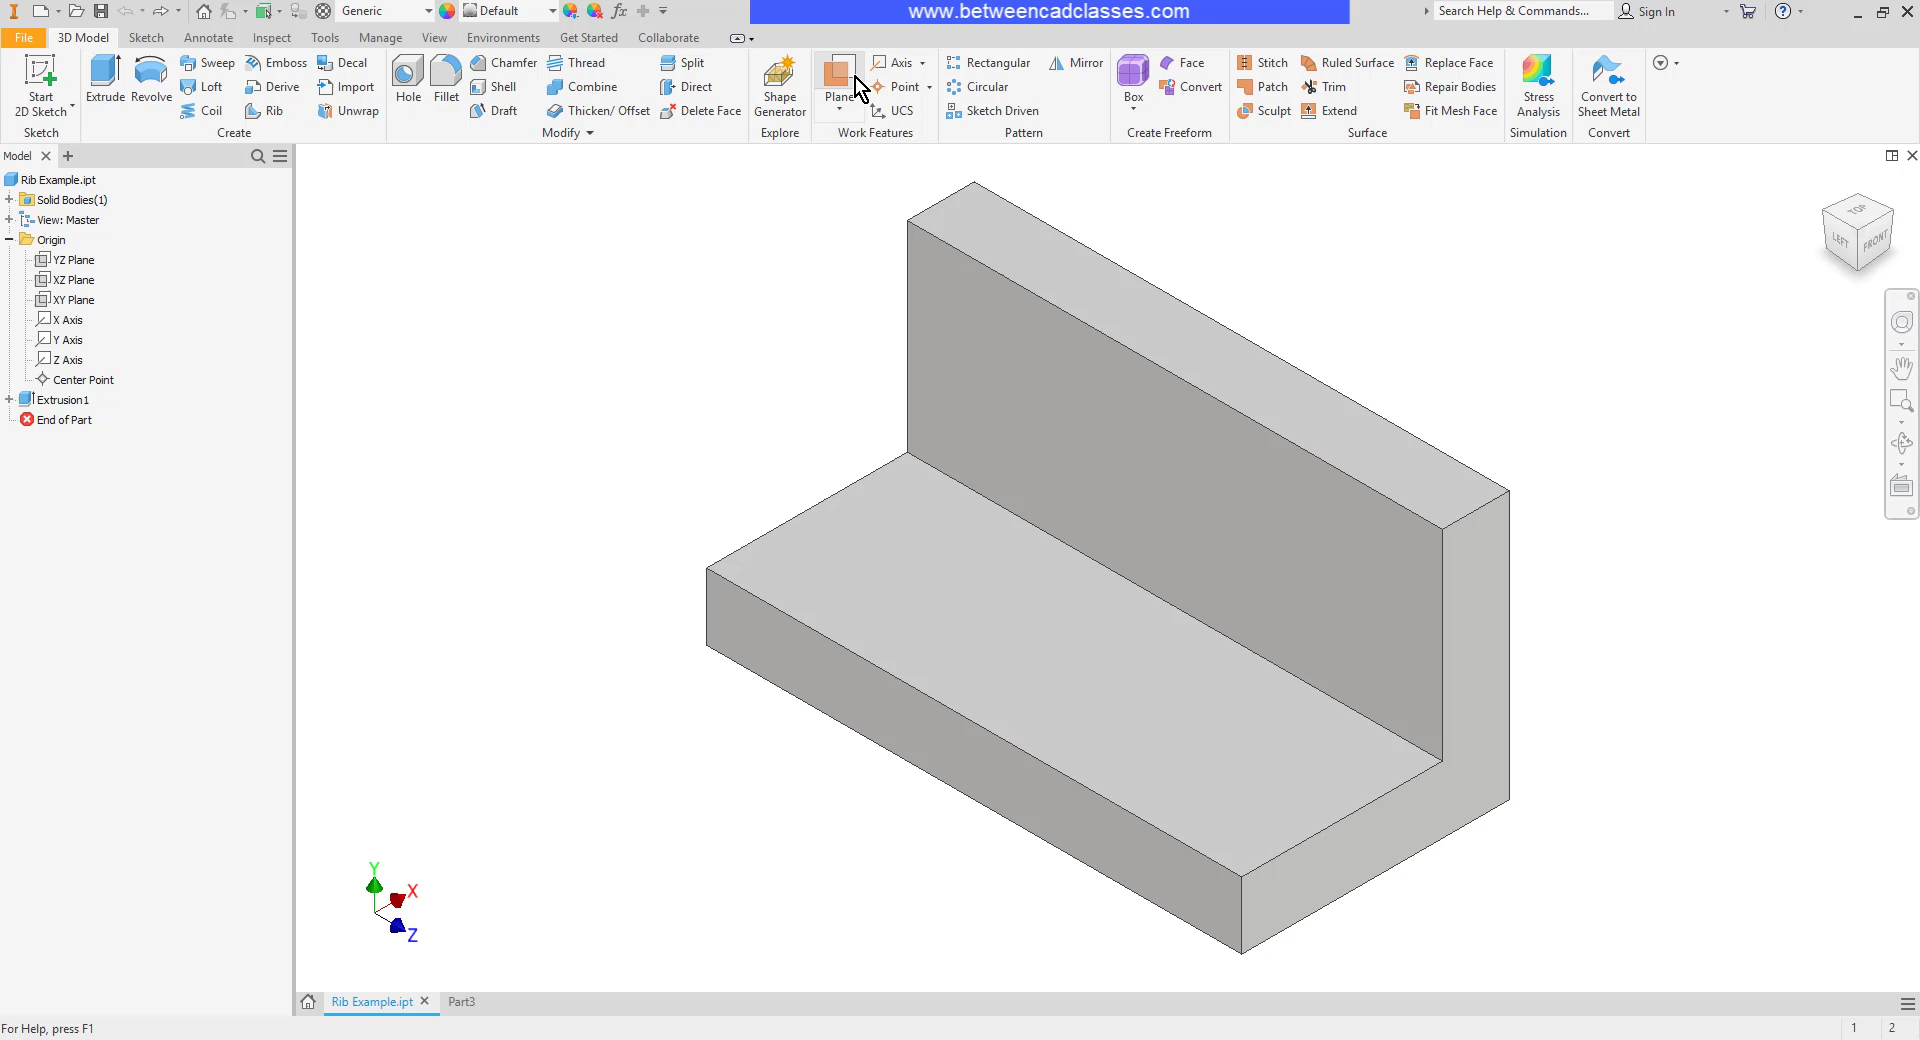 Generic
Default
www.betweencadclasses.com
Search Help & Commands...
Sign In
File
3D Model
Sketch
Annotate
Inspect
Tools
Manage
View
Environments
Get Started
Collaborate
Start
2D Sketch
Sketch
Extrude
Revolve
Sweep
Loft
Coil
Emboss
Derive
Rib
Decal
Import
Unwrap
Create
Hole
Fillet
Chamfer
Shell
Draft
Thread
Combine
Thicken/ Offset
Split
Direct
Delete Face
Modify
Shape
Generator
Explore
Plane
Axis
Point
UCS
Work Features
Rectangular
Circular
Sketch Driven
Mirror
Pattern
Box
Face
Convert
Create Freeform
Stitch
Patch
Sculpt
Ruled Surface
Trim
Extend
Replace Face
Repair Bodies
Fit Mesh Face
Surface
Stress
Analysis
Simulation
Convert to
Sheet Metal
Convert
Model
Rib Example.ipt
Solid Bodies(1)
View: Master
Origin
YZ Plane
XZ Plane
XY Plane
X Axis
Y Axis
Z Axis
Center Point
Extrusion1
End of Part
TOP
LEFT
FRONT
Y
X
Z
Rib Example.ipt
Part3
For Help, press F1
1
2